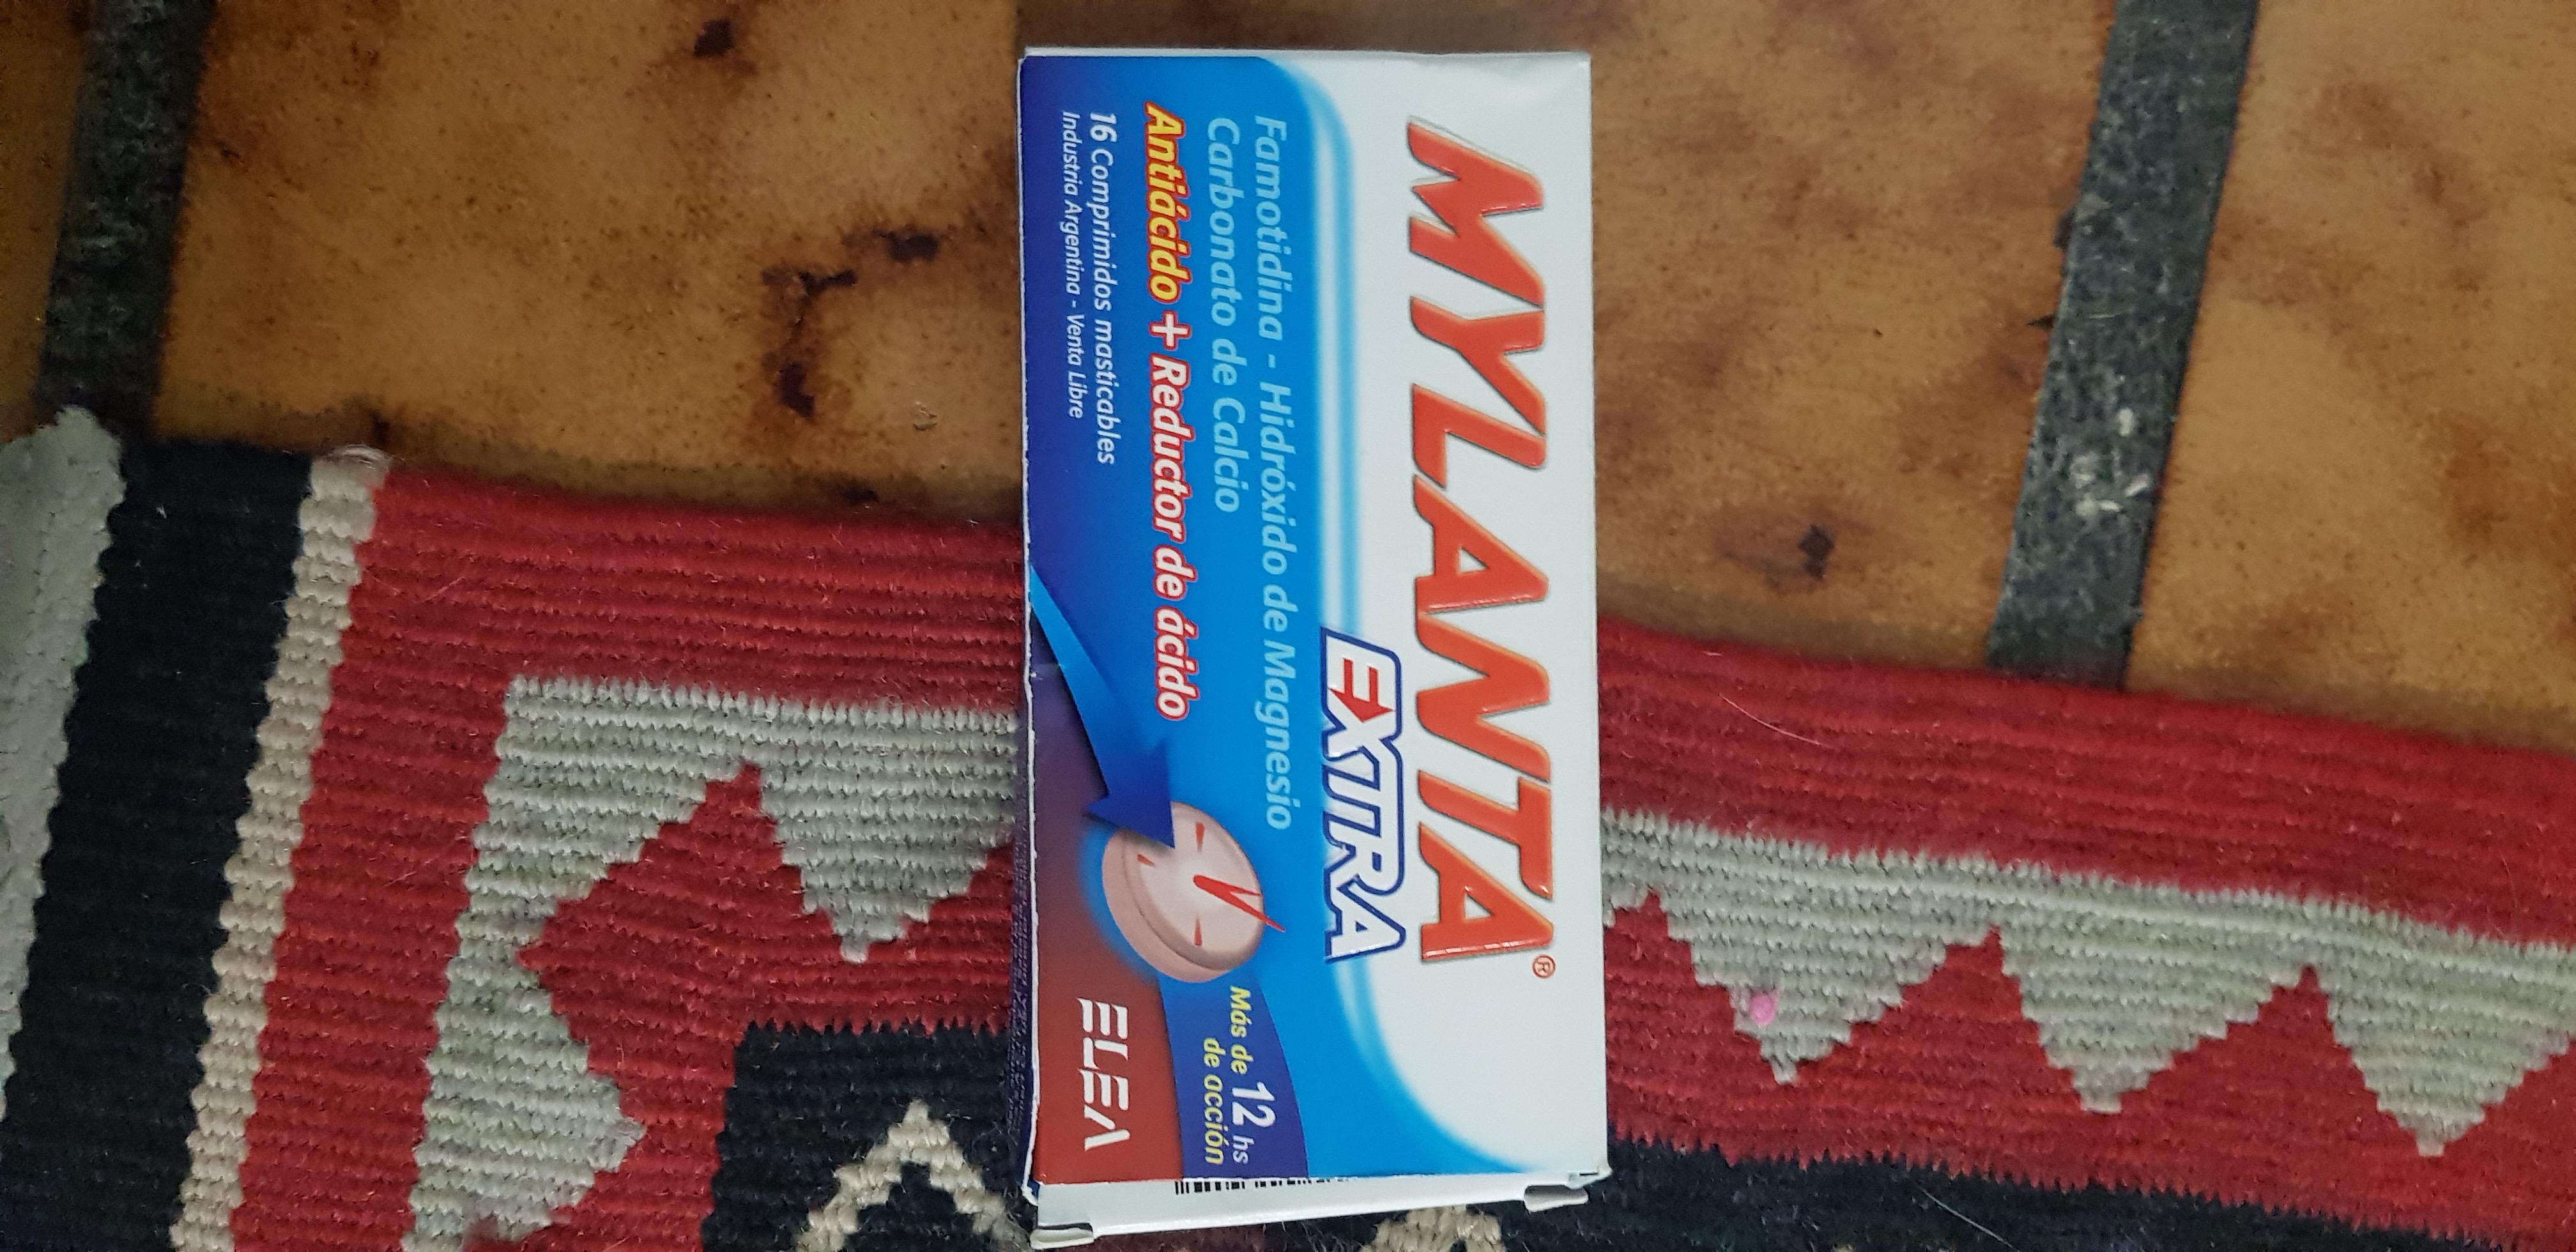 MYLANTA®
EXTRA
Famotidina - Hidróxido de Magnesio
Carbonato de Calcio
Antiácido + Reductor de ácido
16 Comprimidos masticables
Industria Argentina - Venta Libre
Más de 12 hs
de acción
ELEA